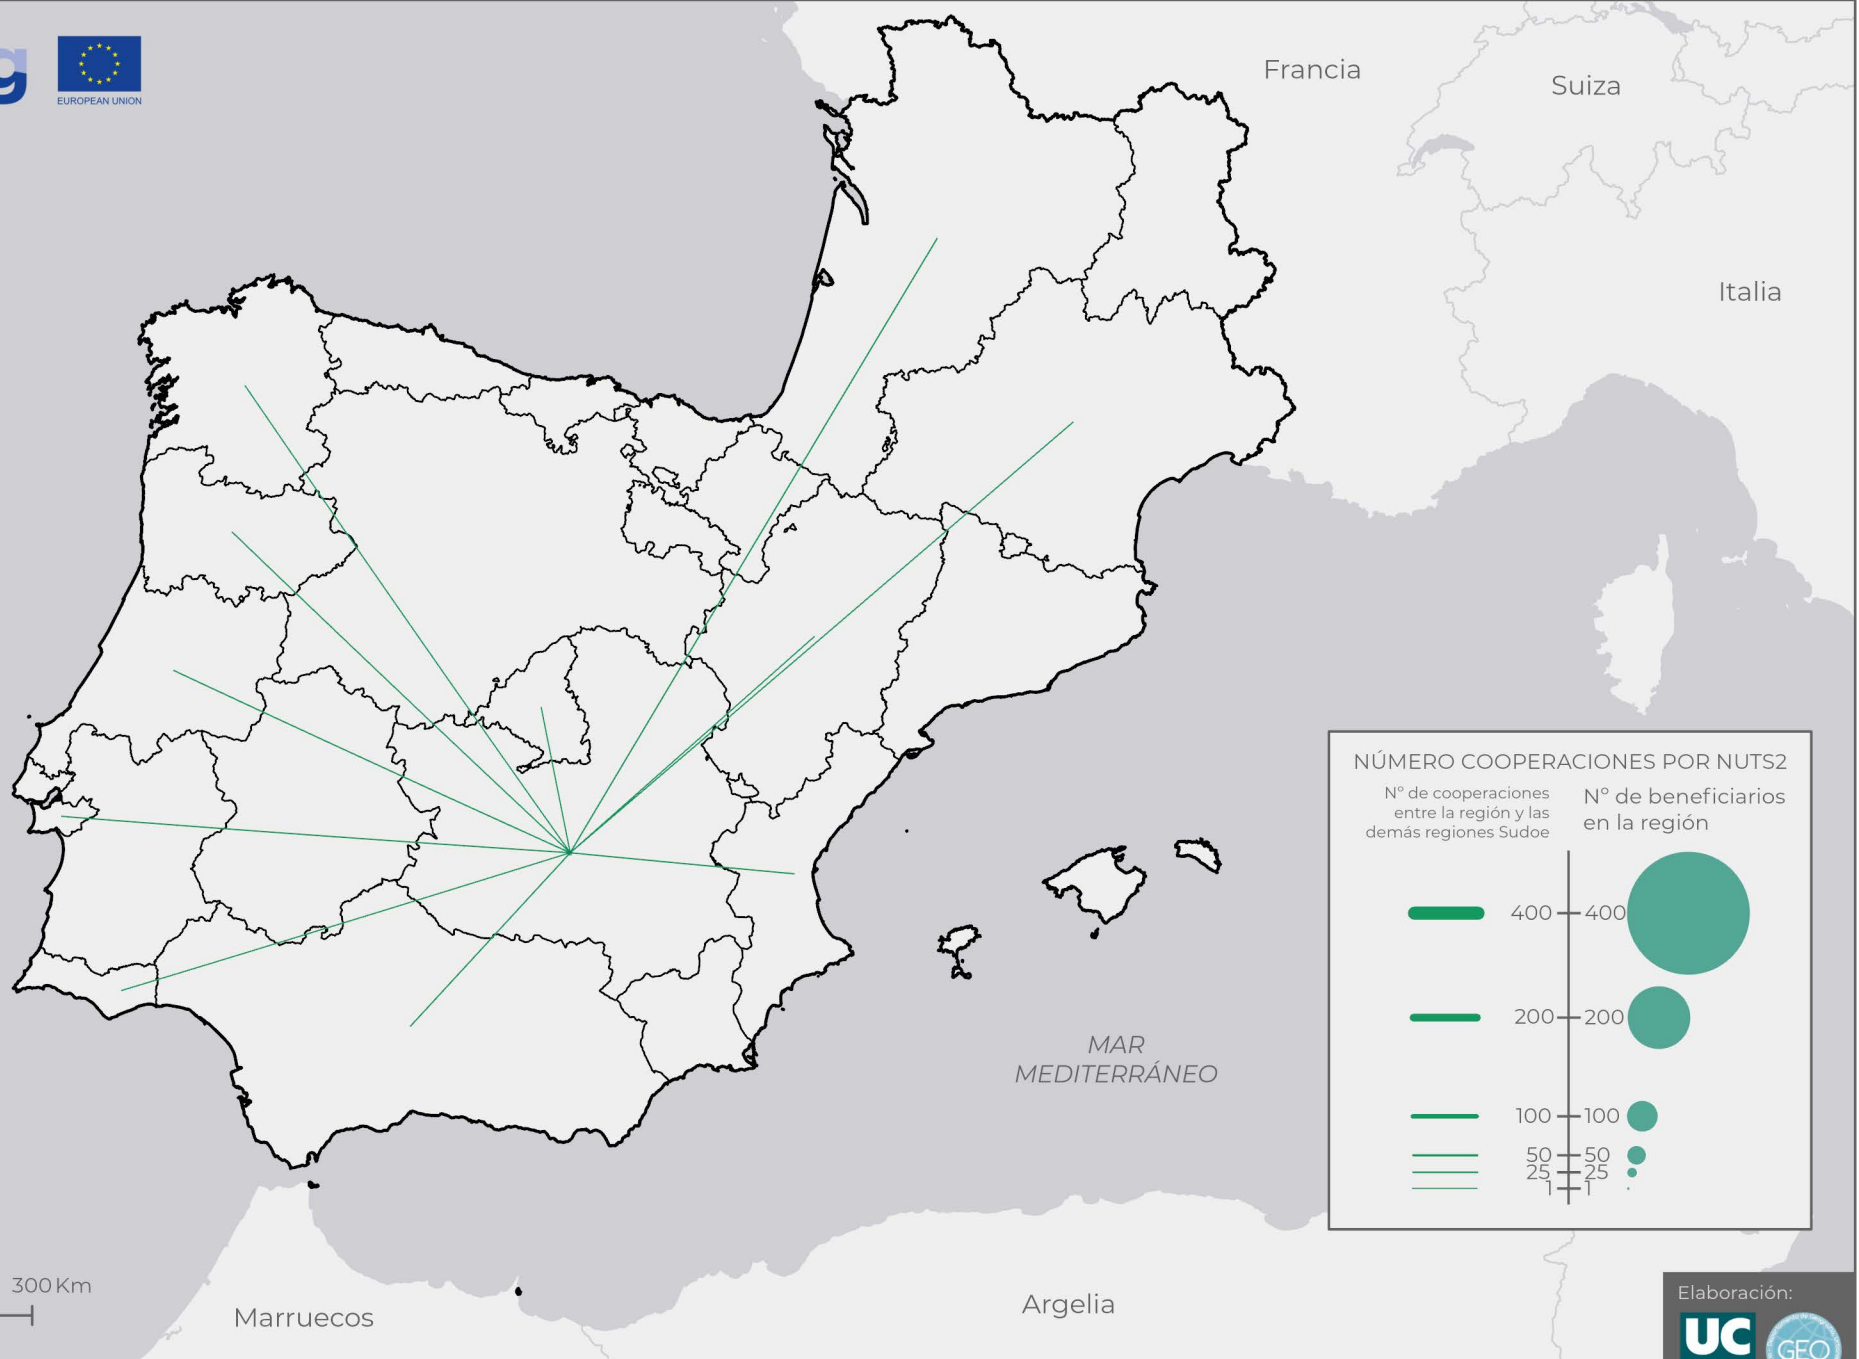 g
EUROPEAN UNION
Francia
Suiza
Italia
NÚMERO COOPERACIONES POR NUTS2
Nº de cooperaciones
entre la región y las
demás regiones Sudoe
Nº de beneficiarios
en la región
400 400
200 200
100 100
50 50
25 25
1 1
MAR
MEDITERRÁNEO
300 Km
Marruecos
Argelia
Elaboración:
UC
GEO